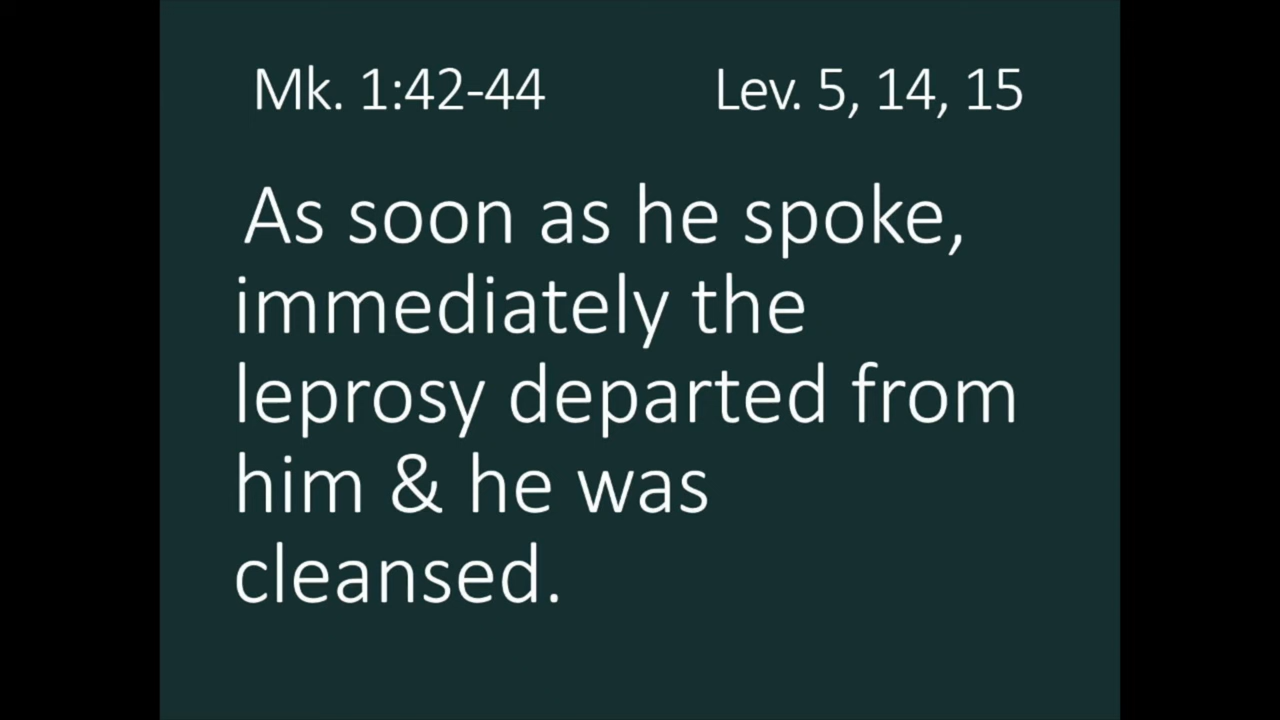 Mk. 1:42-44 Lev. 5, 14, 15
As soon as he spoke,
immediately the
leprosy departed from
him & he was
cleansed.